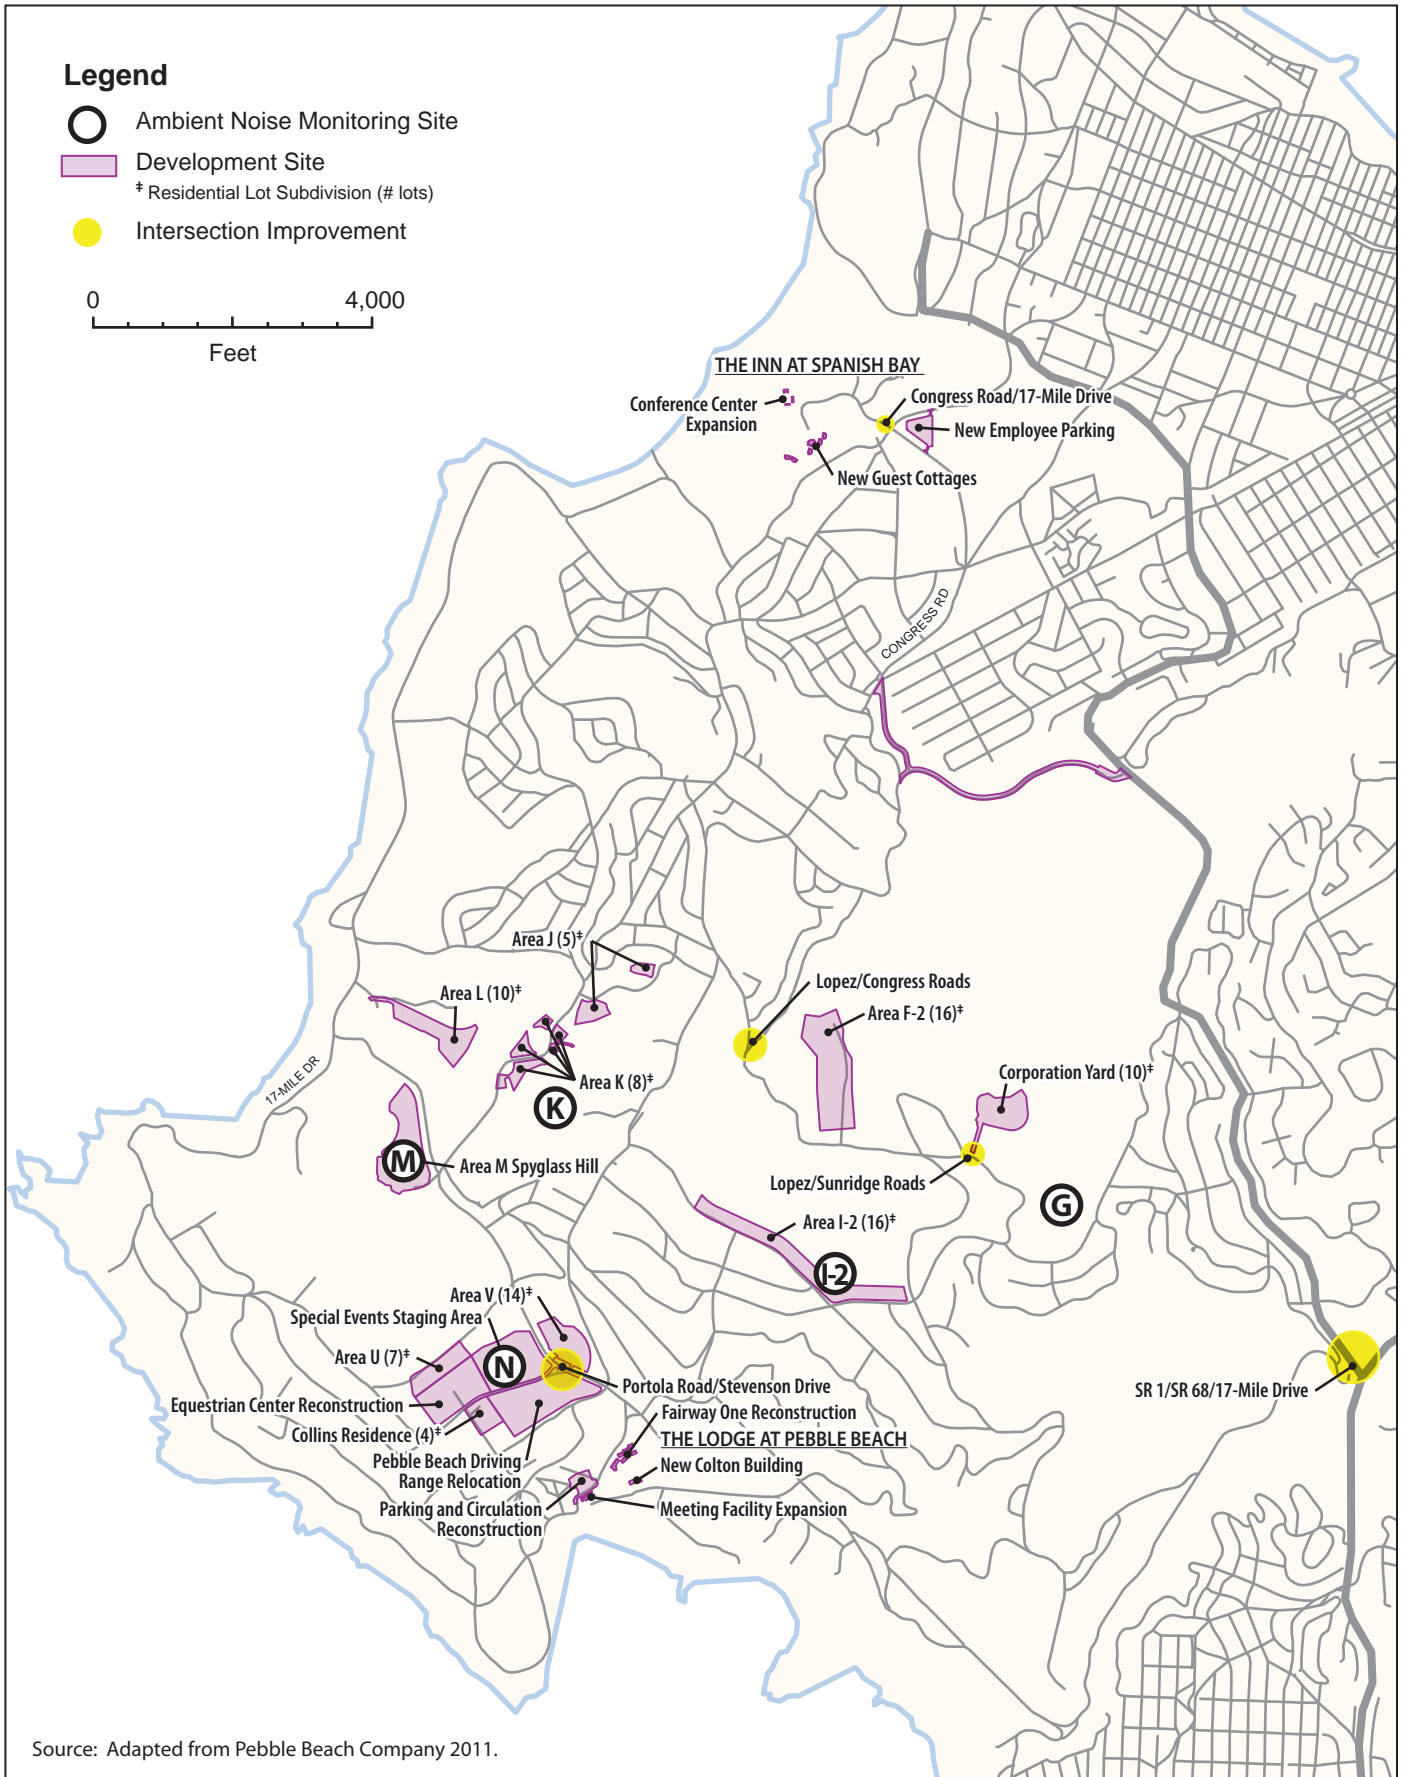 Legend
Ambient Noise Monitoring Site
Development Site
‡ Residential Lot Subdivision (# lots)
Intersection Improvement
0 4,000
Feet
THE INN AT SPANISH BAY
Conference Center
Expansion
Congress Road/17-Mile Drive
New Employee Parking
New Guest Cottages
CONGRESS RD
Area J (5)‡
Area L (10)‡
Lopez/Congress Roads
Area F-2 (16)‡
Area K (8)‡
K
Corporation Yard (10)‡
17-MILE DR
M
Area M Spyglass Hill
Lopez/Sunridge Roads
G
Area I-2 (16)‡
I-2
Area V (14)‡
Special Events Staging Area
N
Area U (7)‡
Portola Road/Stevenson Drive
SR 1/SR 68/17-Mile Drive
Equestrian Center Reconstruction
Fairway One Reconstruction
Collins Residence (4)‡
THE LODGE AT PEBBLE BEACH
Pebble Beach Driving
Range Relocation
New Colton Building
Parking and Circulation
Reconstruction
Meeting Facility Expansion
Source: Adapted from Pebble Beach Company 2011.